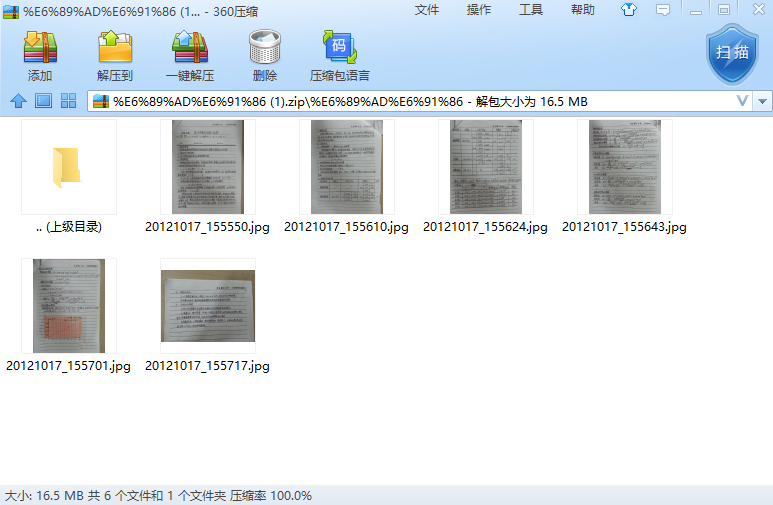 %E6%89%AD%E6%91%86 (1... - 360压缩
文件 操作 工具 帮助
添加 解压到 一键解压 删除 压缩包语言
码
扫描
%E6%89%AD%E6%91%86 (1).zip\%E6%89%AD%E6%91%86 - 解包大小为 16.5 MB
.. (上级目录) 20121017_155550.jpg 20121017_155610.jpg 20121017_155624.jpg 20121017_155643.jpg
20121017_155701.jpg 20121017_155717.jpg
大小: 16.5 MB 共 6 个文件和 1 个文件夹 压缩率 100.0%